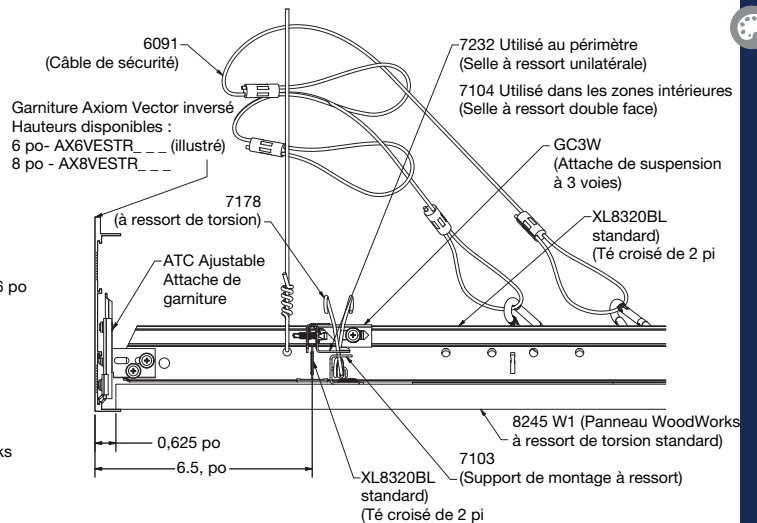 6091
(Câble de sécurité)
7232 Utilisé au périmètre
(Selle à ressort unilatérale)
7104 Utilisé dans les zones intérieures
(Selle à ressort double face)
Garniture Axiom Vector inversé
Hauteurs disponibles :
6 po- AX6VESTR_ _ _ (illustré)
8 po - AX8VESTR_ _ _
GC3W
(Attache de suspension
à 3 voies)
7178
(à ressort de torsion)
XL8320BL
standard)
(Té croisé de 2 pi
ATC Ajustable
Attache de
garniture
po
8245 W1 (Panneau WoodWorks
à ressort de torsion standard)
0,625 po
ks
6.5, po
7103
(Support de montage à ressort)
XL8320BL
standard)
(Té croisé de 2 pi